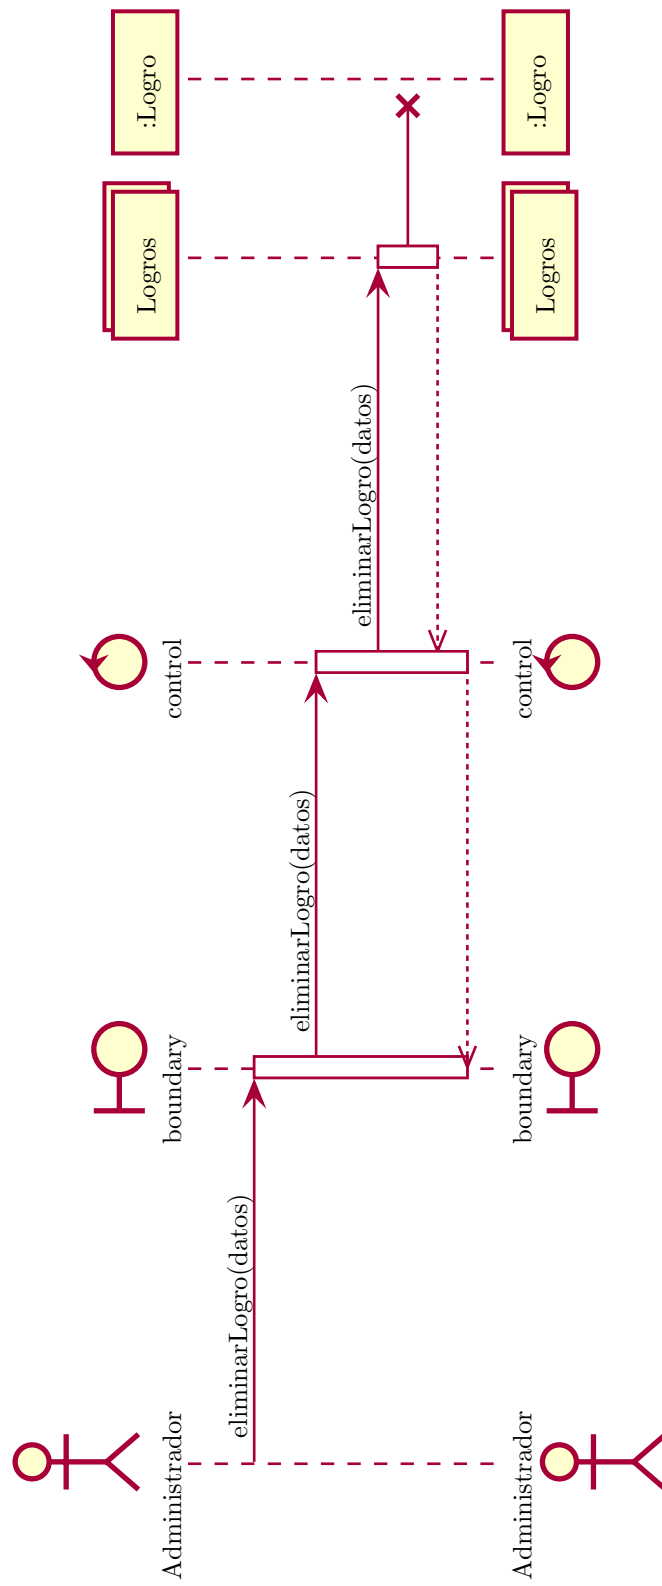 Administrador
boundary
control
Logros
:Logro
eliminarLogro(datos)
eliminarLogro(datos)
eliminarLogro(datos)
Administrador
boundary
control
Logros
:Logro